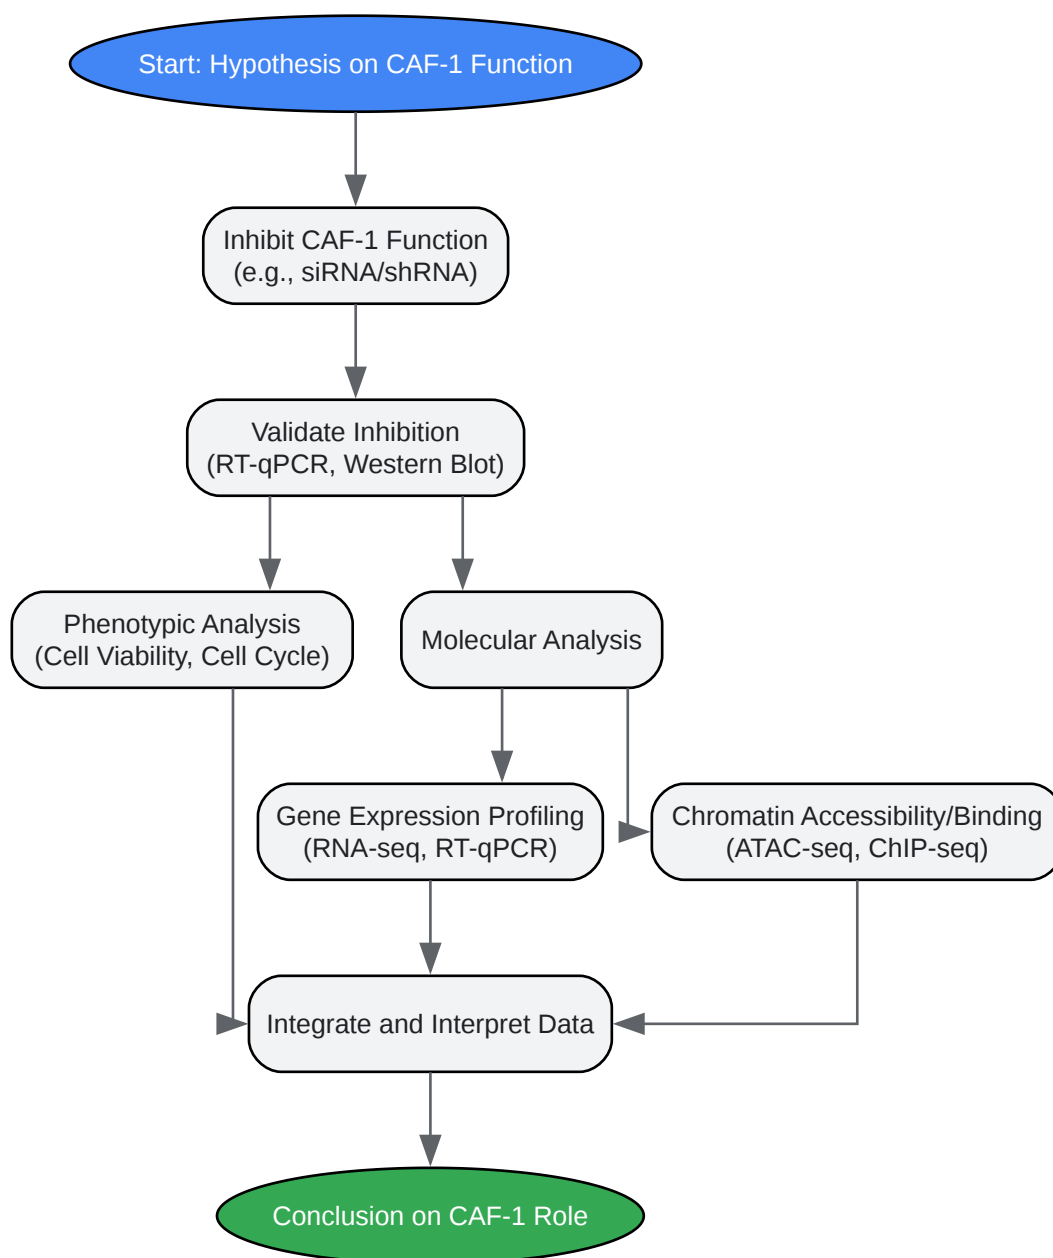 Start: Hypothesis on CAF-1 Function
Inhibit CAF-1 Function
(e.g., siRNA/shRNA)
Validate Inhibition
(RT-qPCR, Western Blot)
Phenotypic Analysis
(Cell Viability, Cell Cycle)
Molecular Analysis
Gene Expression Profiling
(RNA-seq, RT-qPCR)
Chromatin Accessibility/Binding
(ATAC-seq, ChIP-seq)
Integrate and Interpret Data
Conclusion on CAF-1 Role